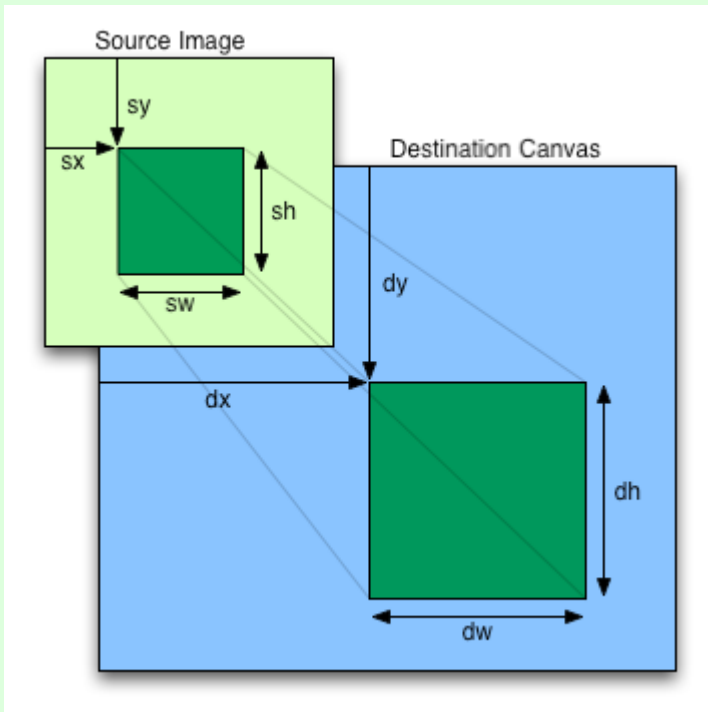 Source Image
sy
sx
Destination Canvas
sh
sw
dy
dx
dh
dw